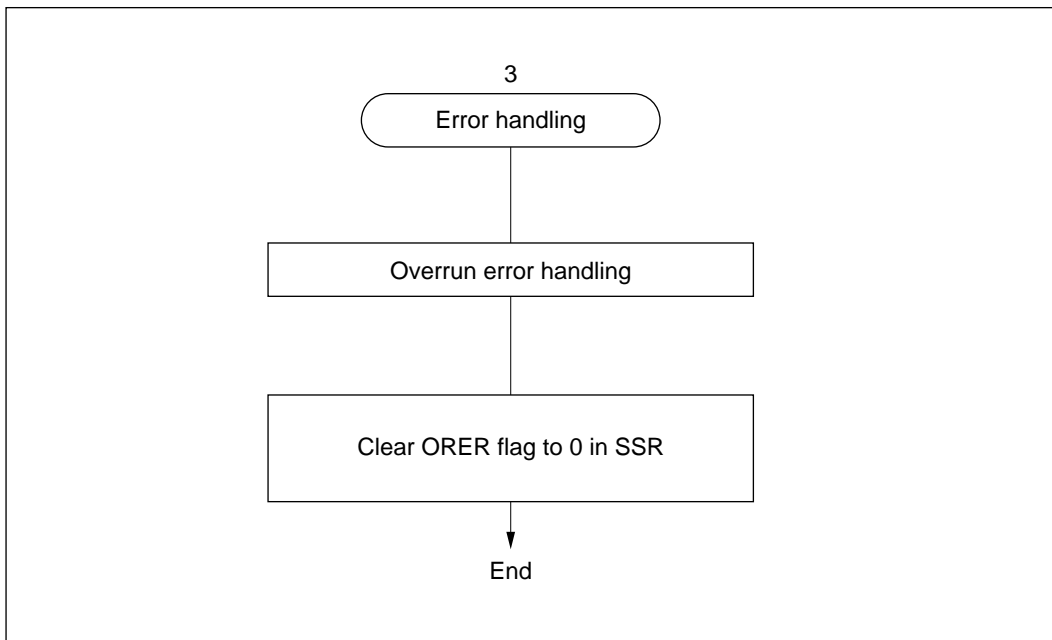 3
Error handling
Overrun error handling
Clear ORER flag to 0 in SSR
End